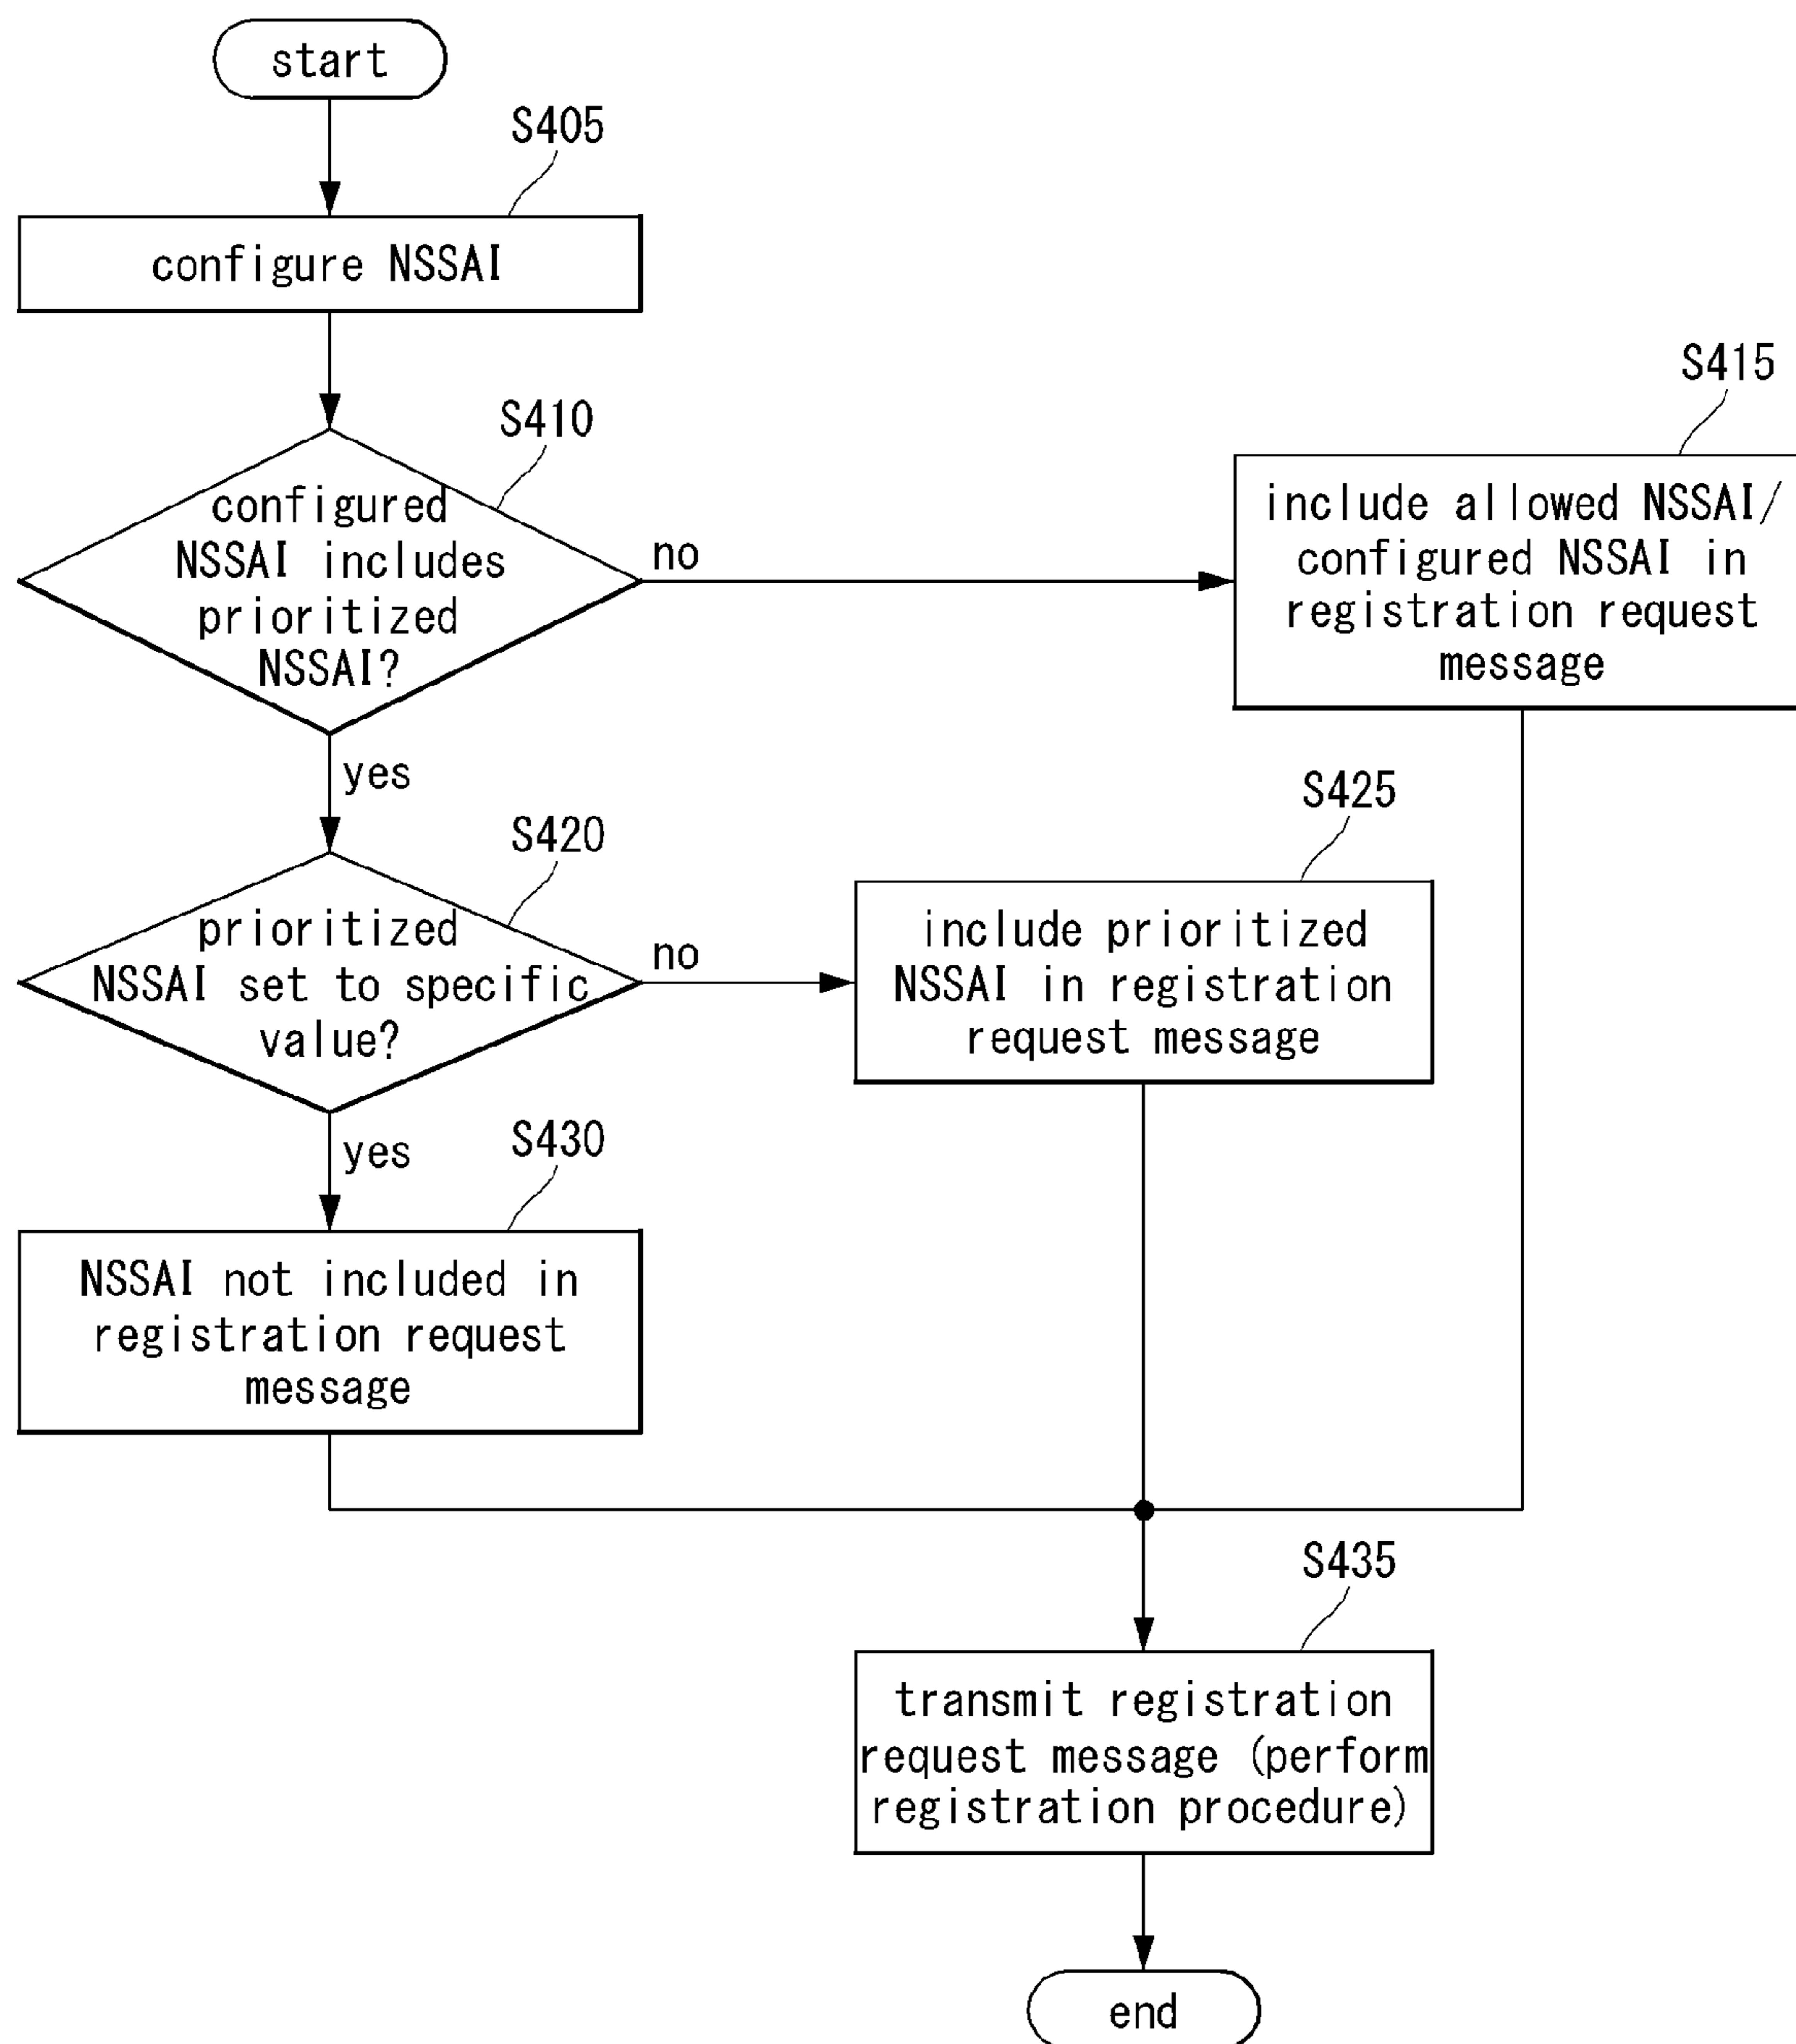 start
S405
configure NSSAI
S410
configured
NSSAI includes
prioritized
NSSAI?
no
S415
include allowed NSSAI/
configured NSSAI in
registration request
message
yes
S420
prioritized
NSSAI set to specific
value?
no
S425
include prioritized
NSSAI in registration
request message
yes
S430
NSSAI not included in
registration request
message
S435
transmit registration
request message (perform
registration procedure)
end